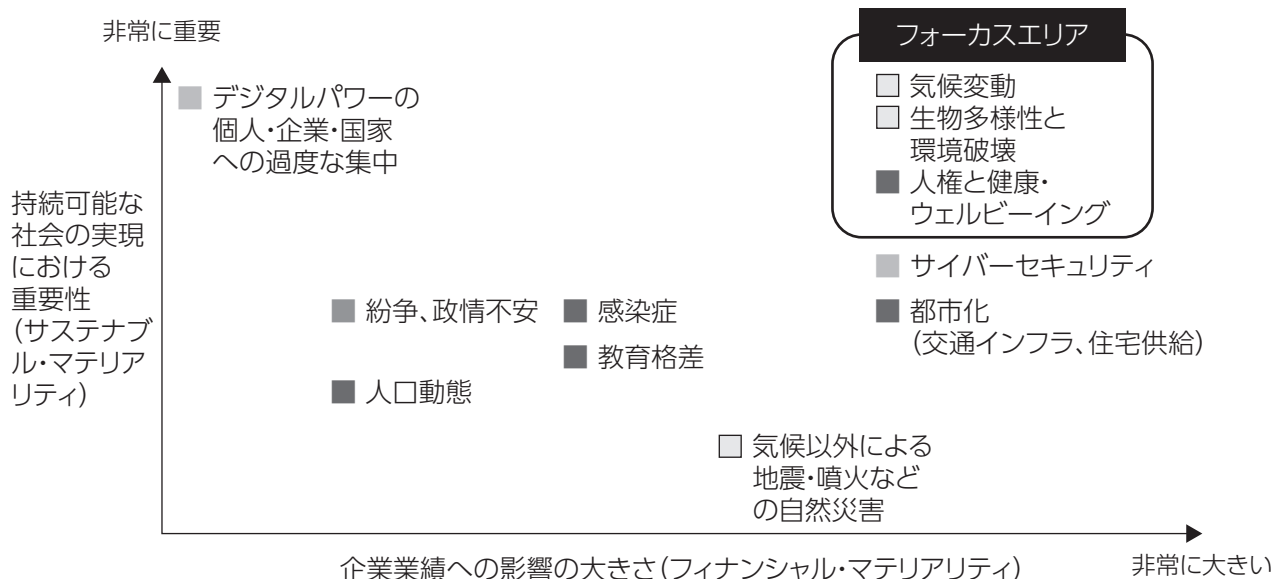 非常に重要
フォーカスエリア
気候変動
生物多様性と
環境破壊
人権と健康・
ウェルビーイング
デジタルパワーの
個人・企業・国家
への過度な集中
持続可能な
社会の実現
における
重要性
(サステナブ
ル・マテリア
リティ)
サイバーセキュリティ
紛争、政情不安
感染症
都市化
(交通インフラ、住宅供給)
教育格差
人口動態
気候以外による
地震・噴火など
の自然災害
企業業績への影響の大きさ(フィナンシャル・マテリアリティ)
非常に大きい